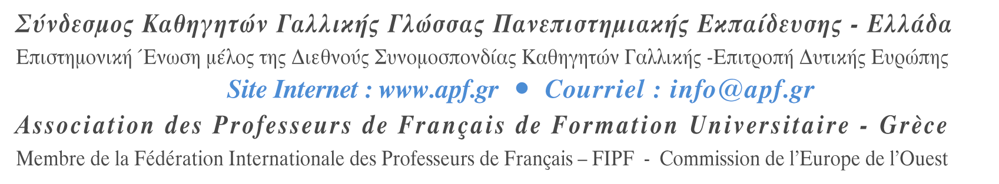 Σύνδεσμος Καθηγητών Γαλλικής Γλώσσας Πανεπιστημιακής Εκπαίδευσης - Ελλάδα
Επιστημονική Ένωση μέλος της Διεθνούς Συνομοσπονδίας Καθηγητών Γαλλικής -Επιτροπή Δυτικής Ευρώπης
Site Internet : www.apf.gr • Courriel : info@apf.gr
Association des Professeurs de Français de Formation Universitaire - Grèce
Membre de la Fédération Internationale des Professeurs de Français – FIPF - Commission de l’Europe de l’Ouest